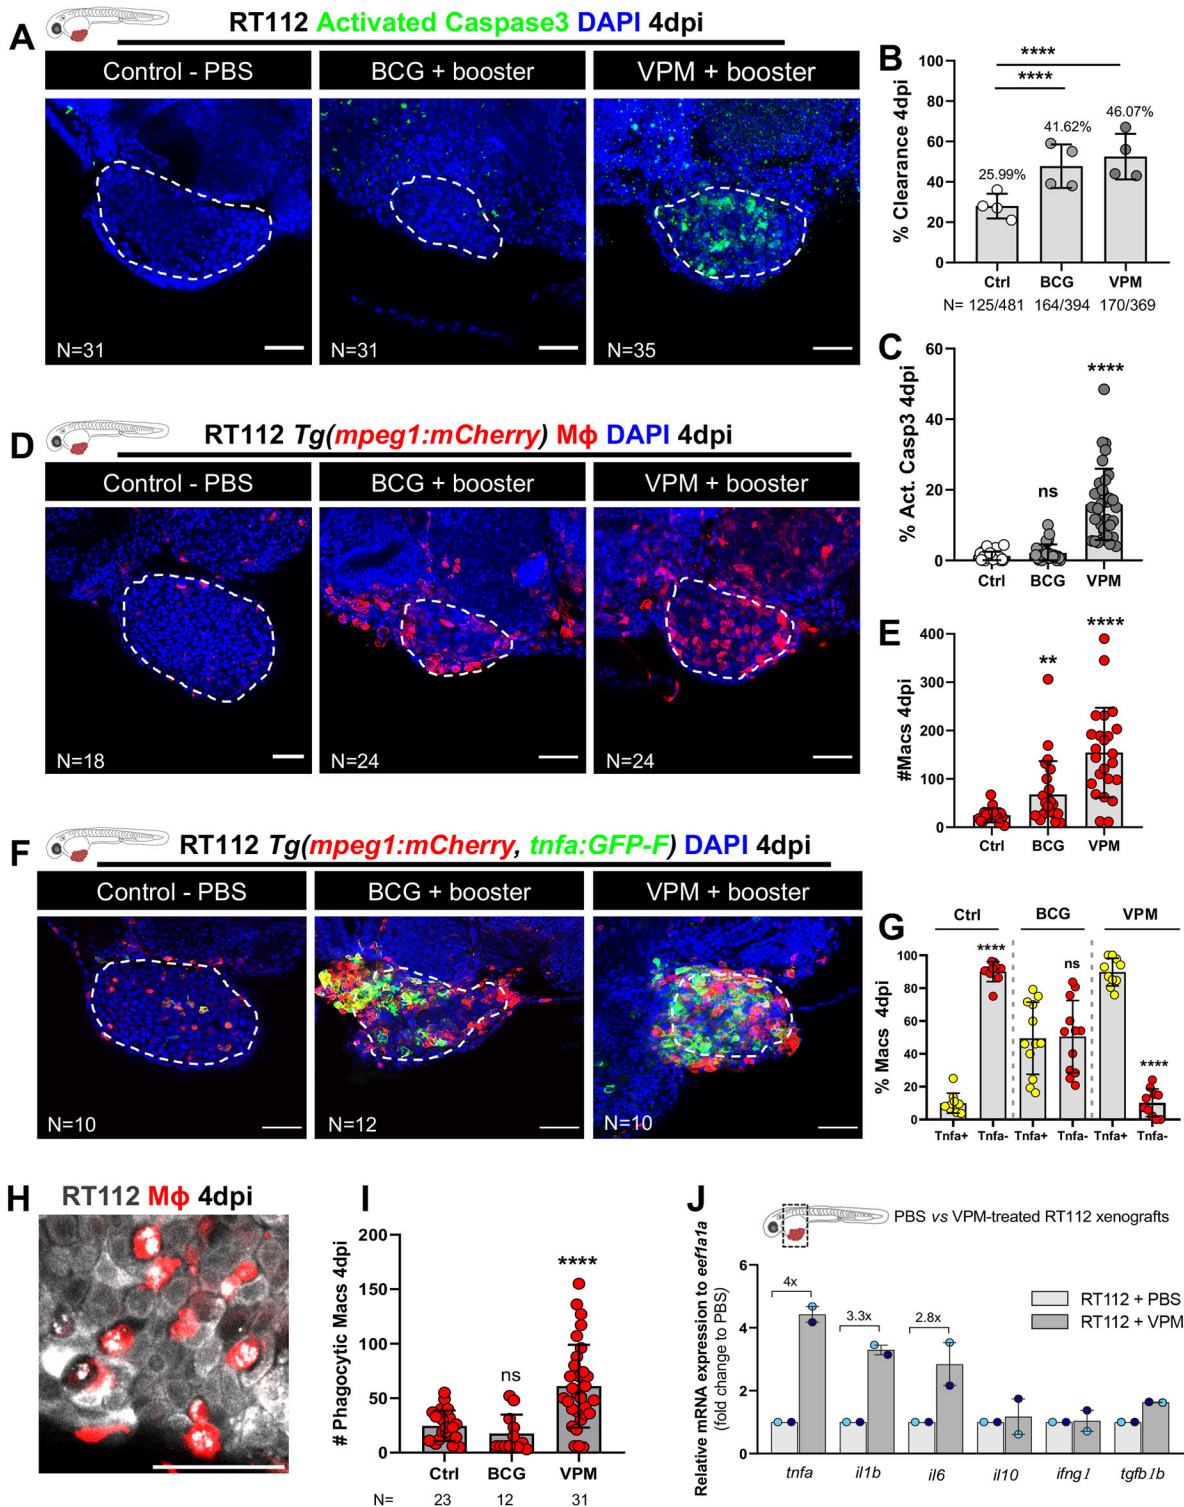 A
RT112 Activated Caspase3 DAPI 4dpi
Control - PBS
BCG + booster
VPM + booster
N=31
N=31
N=35
B
% Clearance 4dpi
100
80
60
40
20
0
****
****
25.99%
41.62%
46.07%
Ctrl
BCG
VPM
N= 125/481 164/394 170/369
C
% Act. Casp3 4dpi
60
40
20
0
ns
****
Ctrl
BCG
VPM
D
RT112 Tg(mpeg1:mCherry) Mϕ DAPI 4dpi
Control - PBS
BCG + booster
VPM + booster
N=18
N=24
N=24
E
#Macs 4dpi
400
300
200
100
0
**
****
Ctrl
BCG
VPM
F
RT112 Tg(mpeg1:mCherry, tnfa:GFP-F) DAPI 4dpi
Control - PBS
BCG + booster
VPM + booster
N=10
N=12
N=10
G
Ctrl
BCG
VPM
% Macs 4dpi
100
80
60
40
20
0
****
ns
****
Tnfa+ Tnfa- Tnfa+ Tnfa- Tnfa+ Tnfa-
H
RT112 Mϕ 4dpi
I
# Phagocytic Macs 4dpi
200
150
100
50
0
ns
****
Ctrl
BCG
VPM
N= 23 12 31
J
PBS vs VPM-treated RT112 xenografts
Relative mRNA expression to eef1a1a
(fold change to PBS)
6
4
2
0
4x
3.3x
2.8x
RT112 + PBS
RT112 + VPM
tnfa
il1b
il6
il10
ifng1
tgfb1b